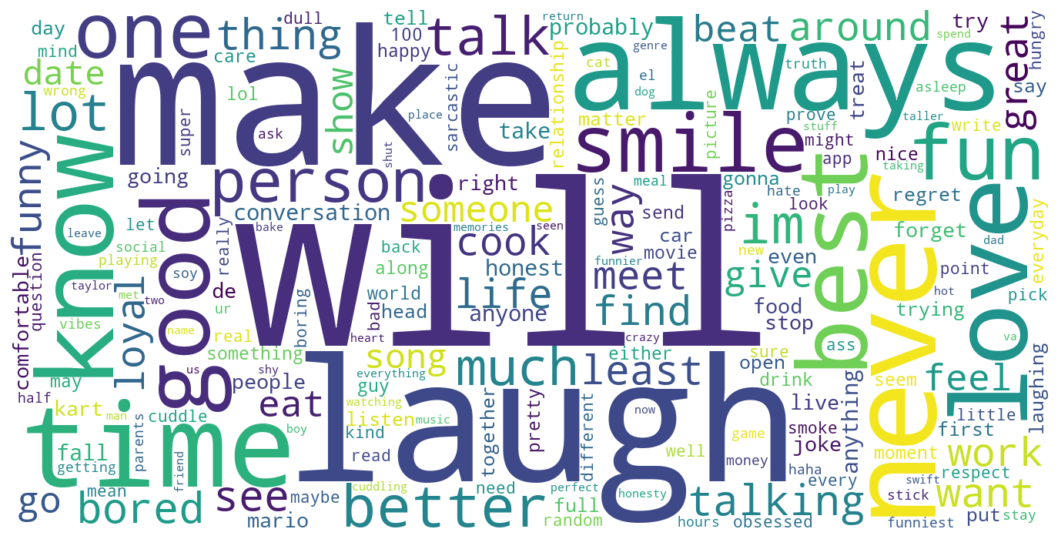 will
make
laugh
always
never
good
time
love
know
best
smile
fun
one
person
better
talk
im
life
much
least
great
thing
lot
cook
someone
meet
find
give
way
see
eat
song
bored
go
talking
want
work
feel
around
beat
show
date
funny
loyal
conversation
probably
take
day
mind
wrong
dull
care
lol
tell
100
happy
super
ask
place
shut
sarcastic
relationship
matter
cat
el
dog
genre
return
truth
picture
prove
treat
stuff
might
app
play
spend
asleep
taller
taking
try
say
hungry
write
nice
regret
look
hate
gonna
pizza
right
going
let
leave
social
playing
taylor
met
two
soy
vibes
really
bake
back
along
world
head
honest
anyone
memories
seen
funnier
guess
meal
send
car
movie
new
even
food
stop
forget
trying
point
pick
everyday
dad
hot
va
comfortable
question
half
may
kart
man
name
us
ur
de
real
something
people
shy
boring
bad
heart
everything
guy
watching
music
listen
kind
read
boy
cuddle
fall
getting
parents
friend
mean
mario
maybe
cuddling
need
perfect
together
pretty
different
either
well
now
game
money
honesty
crazy
sure
open
drink
ass
live
smoke
joke
haha
every
anything
seem
moment
first
little
laughing
respect
swift
stick
funniest
put
stay
full
random
hours
obsessed